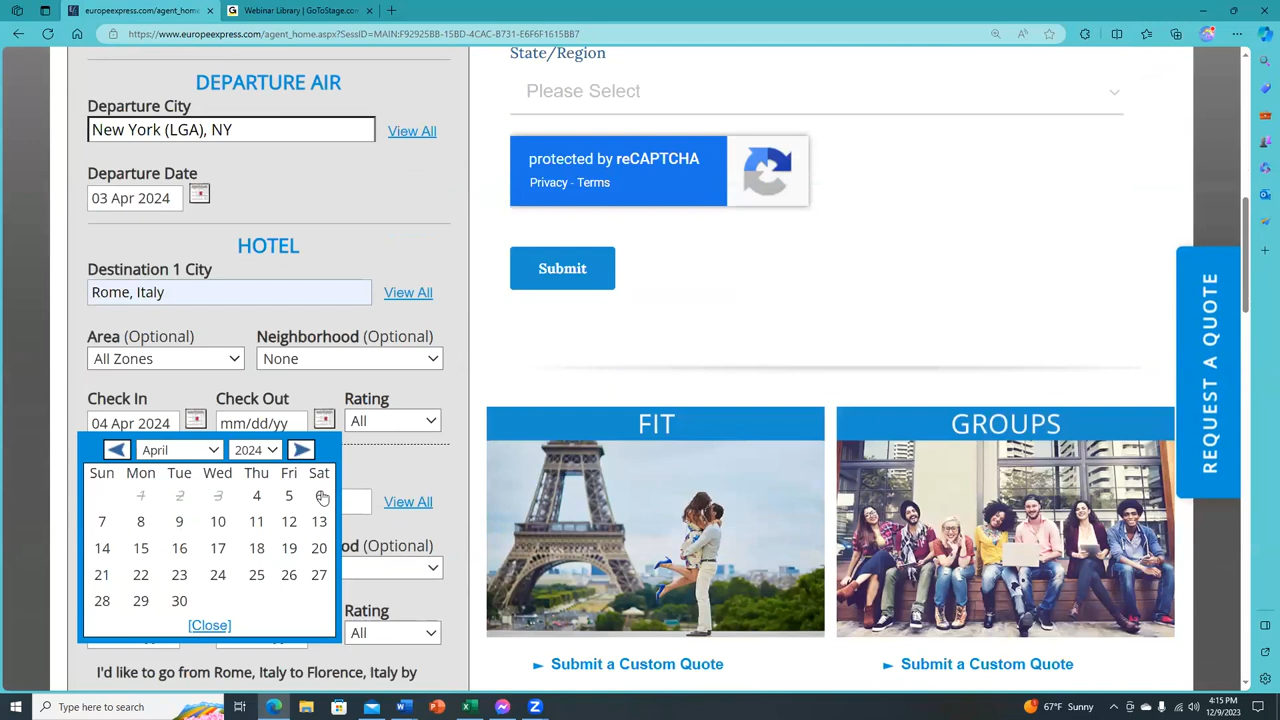 europeexpress.com/agent_hom
Webinar Library | GoToStage.com
https://www.europeexpress.com/agent_home.aspx?SessID=MAIN:F92925BB-15BD-4CAC-B731-E6F6F1615BB7
DEPARTURE AIR
Departure City
New York (LGA), NY
View All
Departure Date
03 Apr 2024
HOTEL
Destination 1 City
Rome, Italy
View All
Area (Optional)
Neighborhood (Optional)
All Zones
None
Check In
Check Out
Rating
04 Apr 2024
mm/dd/yy
All
April
2024
Sun Mon Tue Wed Thu Fri Sat
1 2 3 4 5
7 8 9 10 11 12 13
14 15 16 17 18 19 20
21 22 23 24 25 26 27
28 29 30
[Close]
View All
od (Optional)
Rating
All
I'd like to go from Rome, Italy to Florence, Italy by
State/Region
Please Select
protected by reCAPTCHA
Privacy - Terms
Submit
REQUEST A QUOTE
FIT
GROUPS
► Submit a Custom Quote
► Submit a Custom Quote
Type here to search
67°F Sunny
4:15 PM
12/9/2023